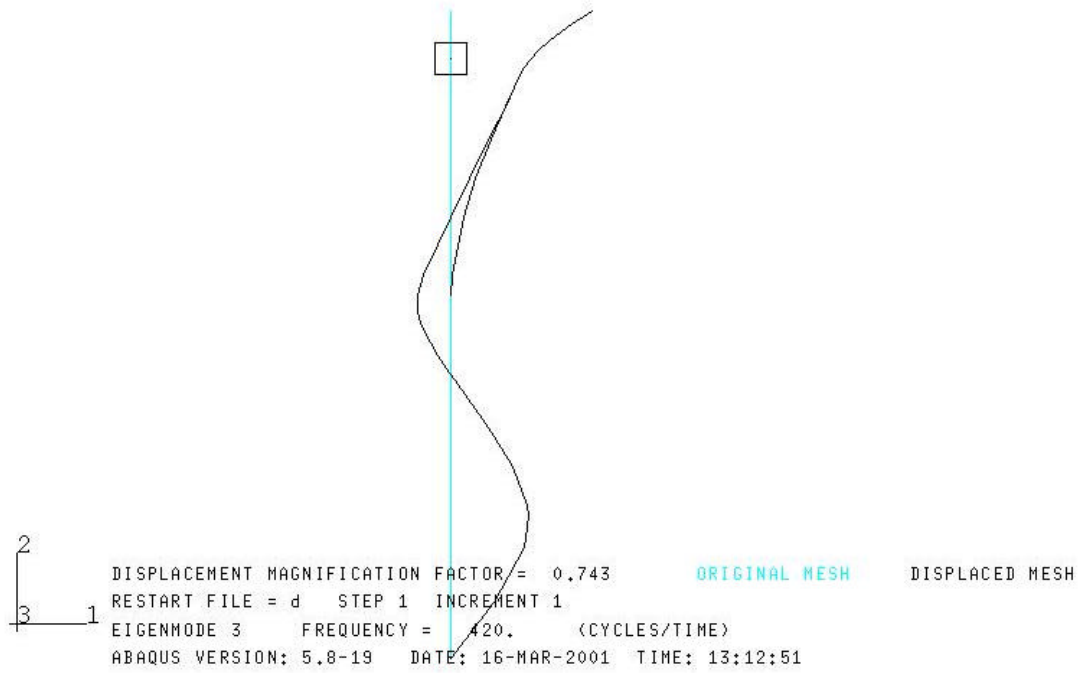 2
3 1
DISPLACEMENT MAGNIFICATION FACTOR = 0.743 ORIGINAL MESH DISPLACED MESH
RESTART FILE = d STEP 1 INCREMENT 1
EIGENMODE 3 FREQUENCY = 420. (CYCLES/TIME)
ABAQUS VERSION: 5.8-19 DATE: 16-MAR-2001 TIME: 13:12:51